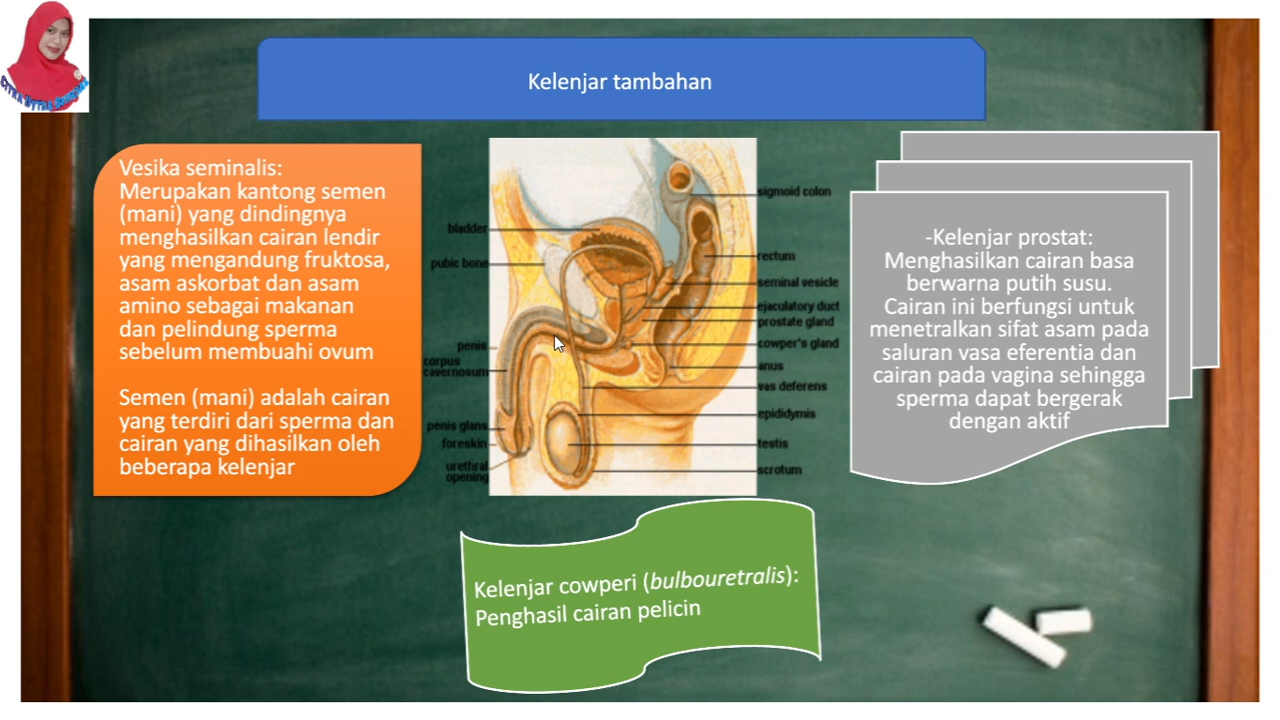 Kelenjar tambahan
Vesika seminalis:
Merupakan kantong semen
(mani) yang dindingnya
menghasilkan cairan lendir
yang mengandung fruktosa,
asam askorbat dan asam
amino sebagai makanan
dan pelindung sperma
sebelum membuahi ovum
Semen (mani) adalah cairan
yang terdiri dari sperma dan
cairan yang dihasilkan oleh
beberapa kelenjar
bladder
pubic bone
penis
corpus
cavernosum
penis glans
foreskin
urethral
opening
sigmoid colon
rectum
seminal vesicle
ejaculatory duct
prostate gland
cowper's gland
anus
vas deferens
epididymis
testis
scrotum
-Kelenjar prostat:
Menghasilkan cairan basa
berwarna putih susu.
Cairan ini berfungsi untuk
menetralkan sifat asam pada
saluran vasa eferentia dan
cairan pada vagina sehingga
sperma dapat bergerak
dengan aktif
Kelenjar cowperi (bulbouretralis):
Penghasil cairan pelicin